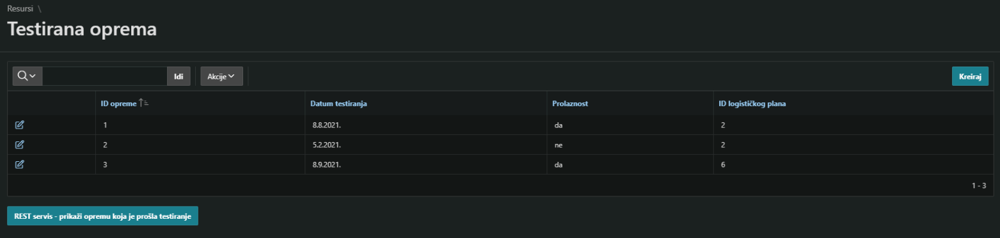 Resursi \
Testirana oprema
Idi Akcije Kreiraj
ID opreme Datum testiranja Prolaznost ID logističkog plana
1 8.8.2021. da 2
2 5.2.2021. ne 2
3 8.9.2021. da 6
1 - 3
REST servis - prikaži opremu koja je prošla testiranje